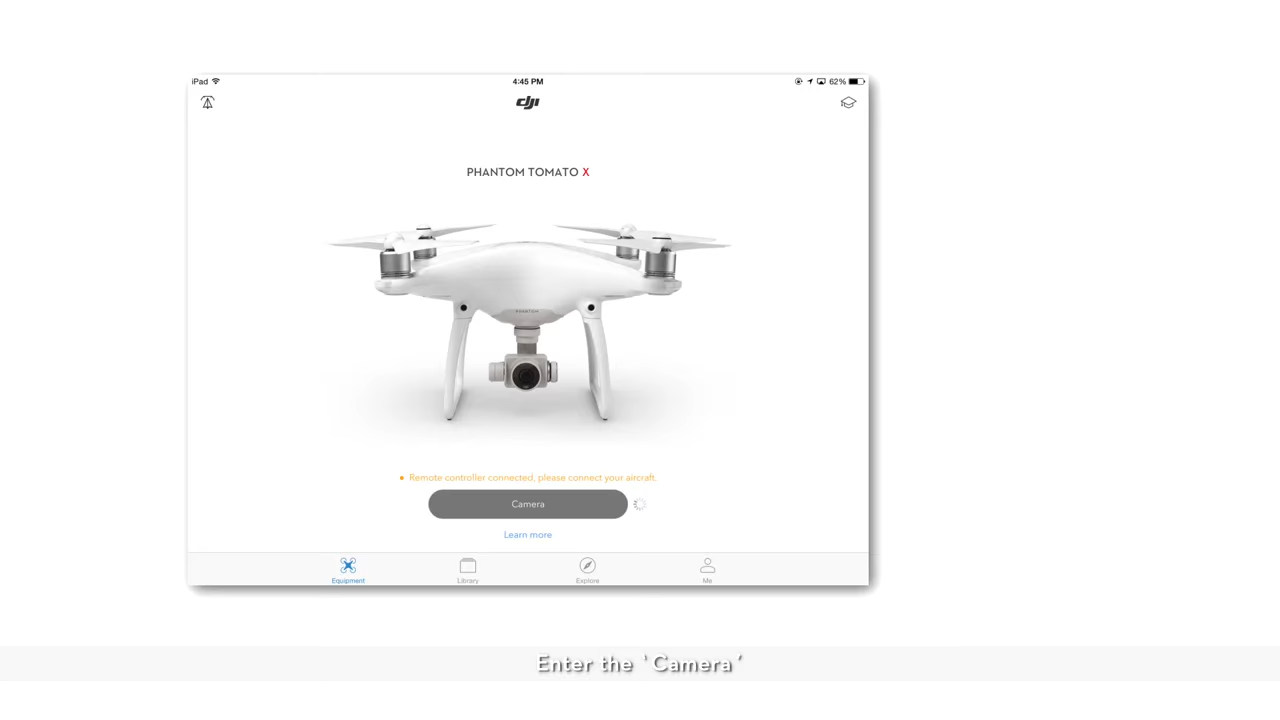 iPad
4:45 PM
62%
dji
PHANTOM TOMATO X
PHANTOM
Remote controller connected, please connect your aircraft.
Camera
Learn more
Equipment
Library
Explore
Me
Enter the 'Camera'